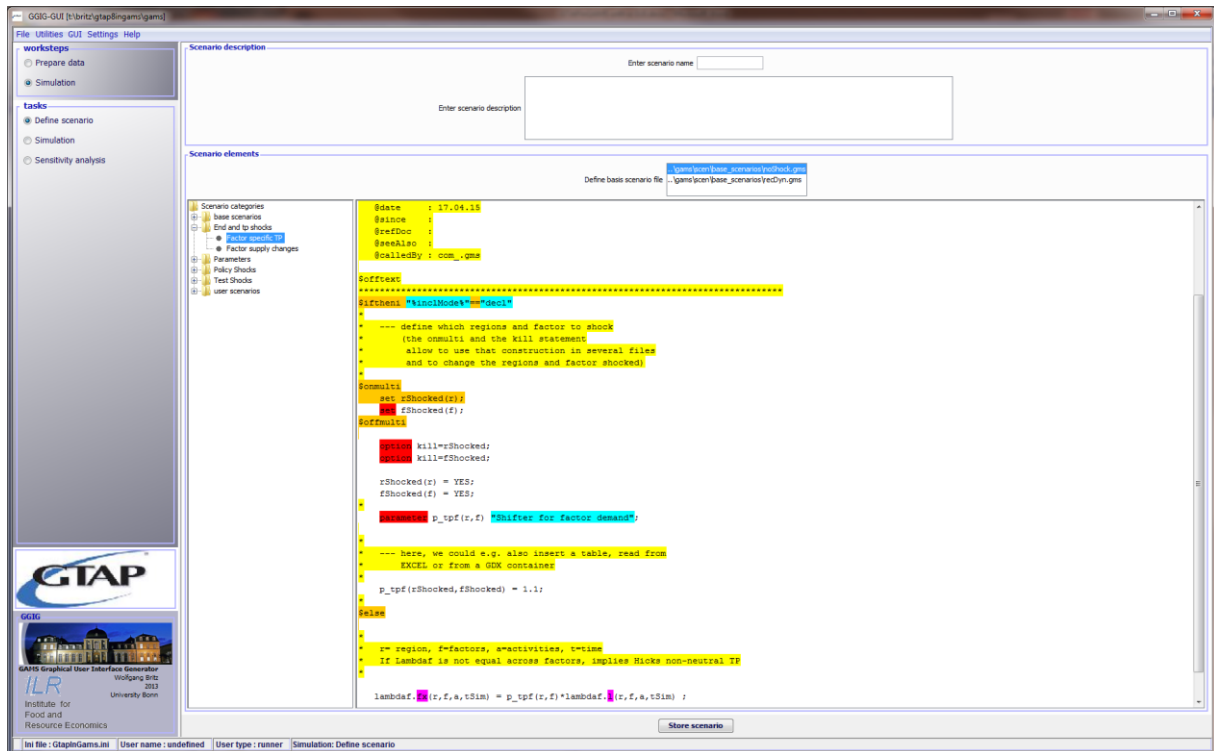 GGIG-GUI [t:\britz\gtap8ingams\gams]
File Utilities GUI Settings Help
worksteps
Prepare data
Simulation
tasks
Define scenario
Simulation
Sensitivity analysis
Scenario description
Enter scenario name
Enter scenario description
Scenario elements
Define basis scenario file
..\gams\scen\base_scenarios\noShock.gms
..\gams\scen\base_scenarios\recDyn.gms
Scenario categories
base scenarios
End and tp shocks
Factor specific TP
Factor supply changes
Parameters
Policy Shocks
Test Shocks
user scenarios
@date : 17.04.15
@since :
@refDoc :
@seeAlso :
@calledBy : com_.gms
$offtext
********************************************************************************
$iftheni "%inclMode%"=="decl"
*
* --- define which regions and factor to shock
* (the onmulti and the kill statement
* allow to use that construction in several files
* and to change the regions and factor shocked)
*
$onmulti
set rShocked(r);
set fShocked(f);
$offmulti
option kill=rShocked;
option kill=fShocked;
rShocked(r) = YES;
fShocked(f) = YES;
*
parameter p_tpf(r,f) "Shifter for factor demand";
*
* --- here, we could e.g. also insert a table, read from
* EXCEL or from a GDX container
*
p_tpf(rShocked,fShocked) = 1.1;
*
$else
*
* r= region, f=factors, a=activities, t=time
* If Lambdaf is not equal across factors, implies Hicks non-neutral TP
*
lambdaf.fx(r,f,a,tSim) = p_tpf(r,f)*lambdaf.l(r,f,a,tSim) ;
Store scenario
GTAP
GGIG
GAMS Graphical User Interface Generator
Wolfgang Britz
2013
University Bonn
ILR
Institute for
Food and
Resource Economics
Ini file : GtapInGams.ini User name : undefined User type : runner Simulation: Define scenario